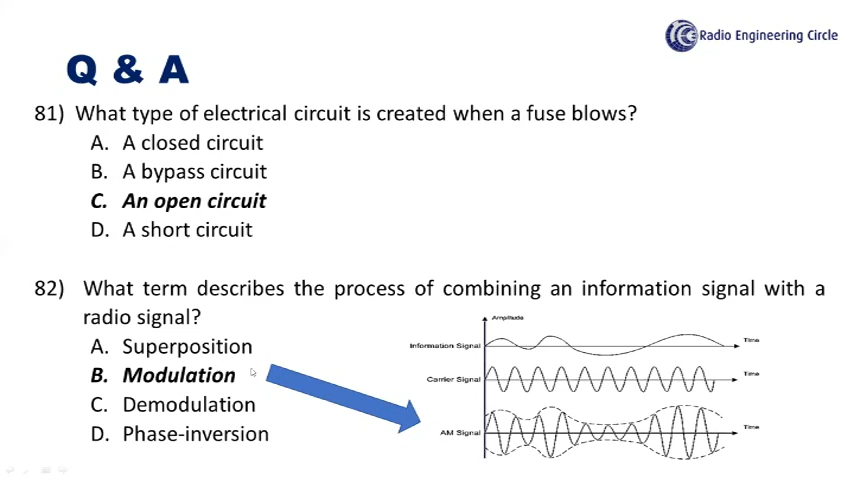 Radio Engineering Circle
Q & A
81) What type of electrical circuit is created when a fuse blows?
A. A closed circuit
B. A bypass circuit
C. An open circuit
D. A short circuit
82) What term describes the process of combining an information signal with a
radio signal?
A. Superposition
B. Modulation
C. Demodulation
D. Phase-inversion
Amplitude
Information Signal
Time
Carrier Signal
Time
AM Signal
Time